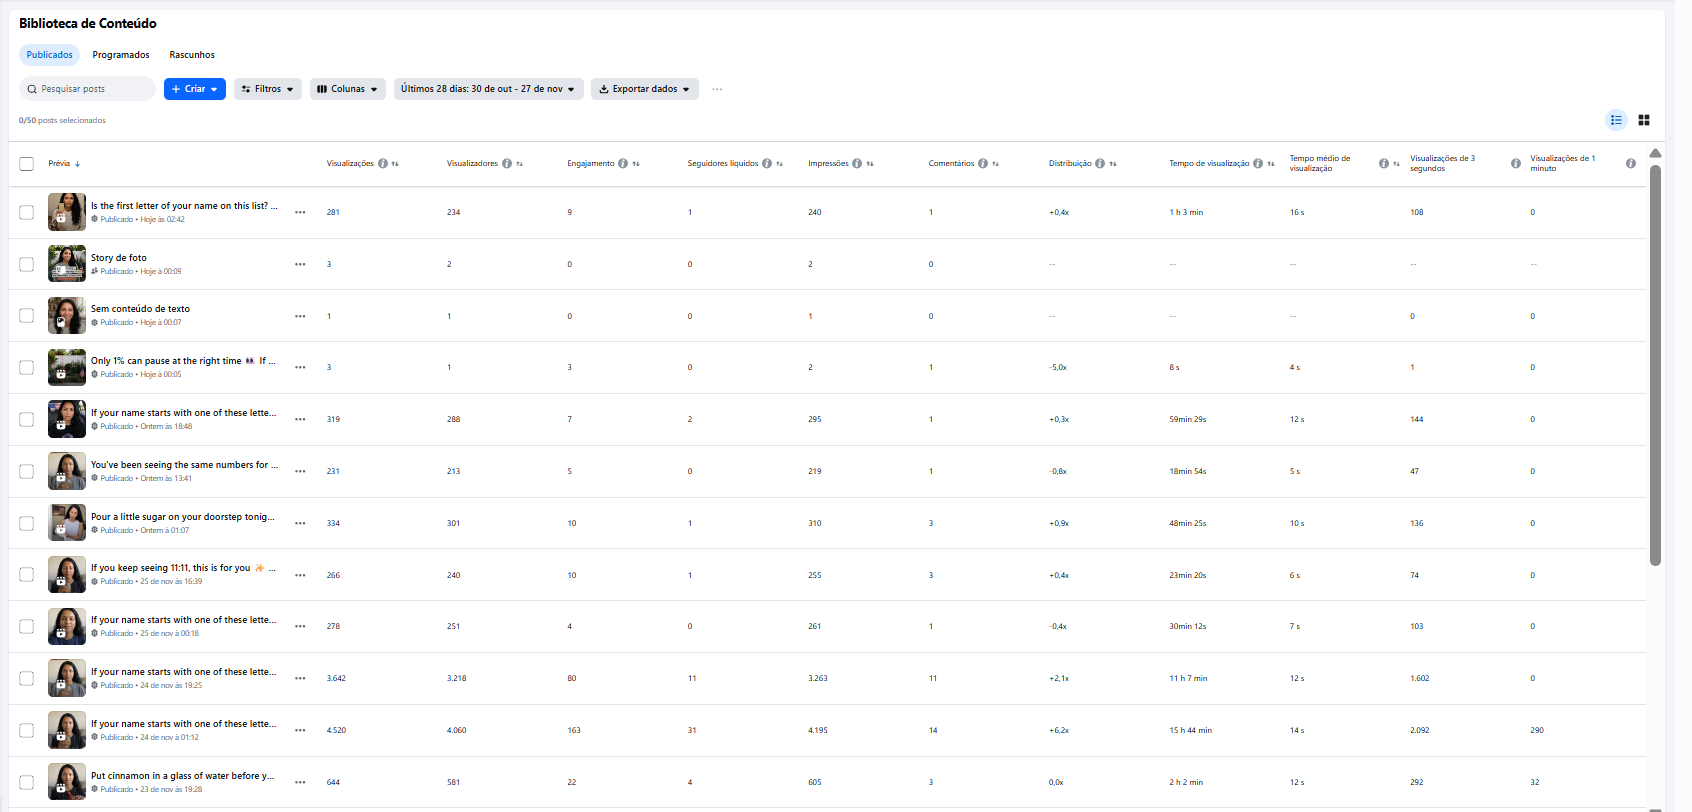 Biblioteca de Conteúdo
Publicados Programados Rascunhos
Pesquisar posts + Criar Filtros Colunas Últimos 28 dias: 30 de out - 27 de nov Exportar dados ...
0/50 posts selecionados
Prévia ↓ Visualizações Visualizadores Engajamento Seguidores líquidos Impressões Comentários Distribuição Tempo de visualização Tempo médio de visualização Visualizações de 3 segundos Visualizações de 1 minuto
Is the first letter of your name on this list? ... ••• 281 234 9 1 240 1 +0,4x 1 h 3 min 16 s 108 0
Publicado • Hoje às 02:42
Story de foto ••• 3 2 0 0 2 0 -- -- -- -- --
Publicado • Hoje à 00:09
Sem conteúdo de texto ••• 1 1 0 0 1 0 -- -- -- 0 0
Publicado • Hoje à 00:07
Only 1% can pause at the right time 👀 If ... ••• 3 1 3 0 2 1 -5,0x 8 s 4 s 1 0
Publicado • Hoje à 00:05
If your name starts with one of these lette... ••• 319 288 7 2 295 1 +0,3x 59min 29s 12 s 144 0
Publicado • Ontem às 18:48
You've been seeing the same numbers for ... ••• 231 213 5 0 219 1 -0,8x 18min 54s 5 s 47 0
Publicado • Ontem às 13:41
Pour a little sugar on your doorstep tonig... ••• 334 301 10 1 310 3 +0,9x 48min 25s 10 s 136 0
Publicado • Ontem à 01:07
If you keep seeing 11:11, this is for you ✨ ... ••• 266 240 10 1 255 3 +0,4x 23min 20s 6 s 74 0
Publicado • 25 de nov às 16:39
If your name starts with one of these lette... ••• 278 251 4 0 261 1 -0,4x 30min 12s 7 s 103 0
Publicado • 25 de nov à 00:18
If your name starts with one of these lette... ••• 3.642 3.218 80 11 3.263 11 +2,1x 11 h 7 min 12 s 1.602 0
Publicado • 24 de nov às 19:25
If your name starts with one of these lette... ••• 4.520 4.060 163 31 4.195 14 +6,2x 15 h 44 min 14 s 2.092 290
Publicado • 24 de nov à 01:12
Put cinnamon in a glass of water before y... ••• 644 581 22 4 605 3 0,0x 2 h 2 min 12 s 292 32
Publicado • 23 de nov às 19:28